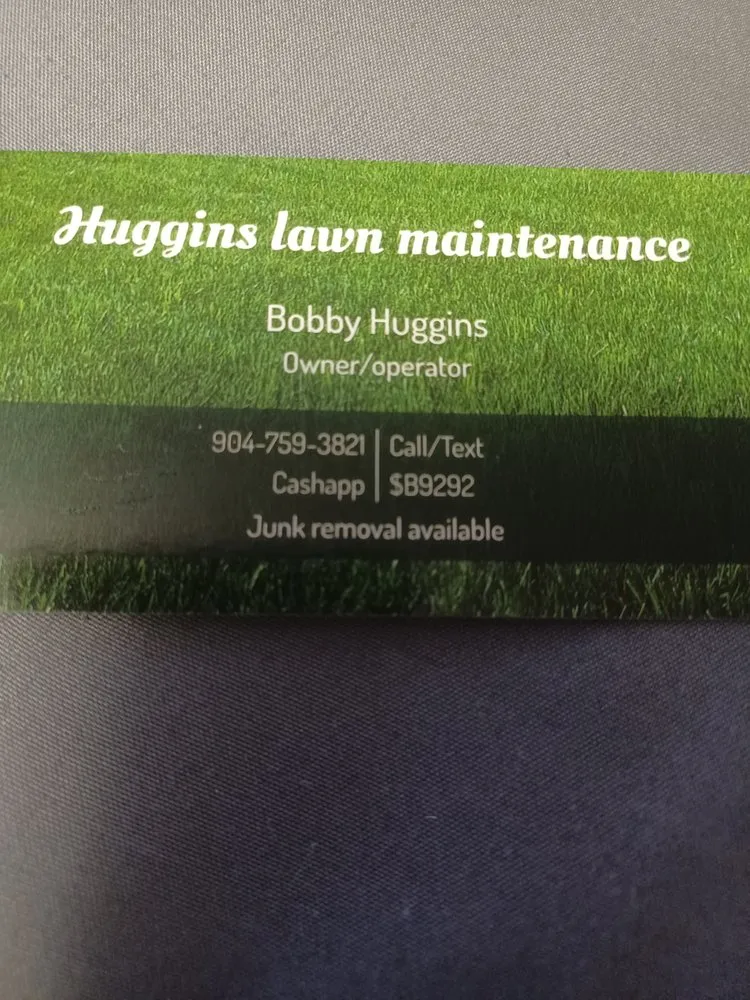 Huggins lawn maintenance
Bobby Huggins
Owner/operator
904-759-3821 | Call/Text
Cashapp | $B9292
Junk removal available